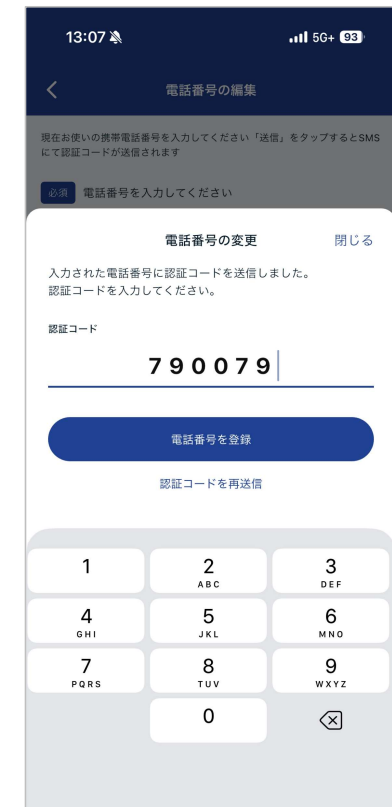 13:07
5G+ 93
電話番号の編集
現在お使いの携帯電話番号を入力してください「送信」をタップするとSMS
にて認証コードが送信されます
必須 電話番号を入力してください
電話番号の変更 閉じる
入力された電話番号に認証コードを送信しました。
認証コードを入力してください。
認証コード
790079
電話番号を登録
認証コードを再送信
1 2 3
ABC DEF
4 5 6
GHI JKL MNO
7 8 9
PQRS TUV WXYZ
0